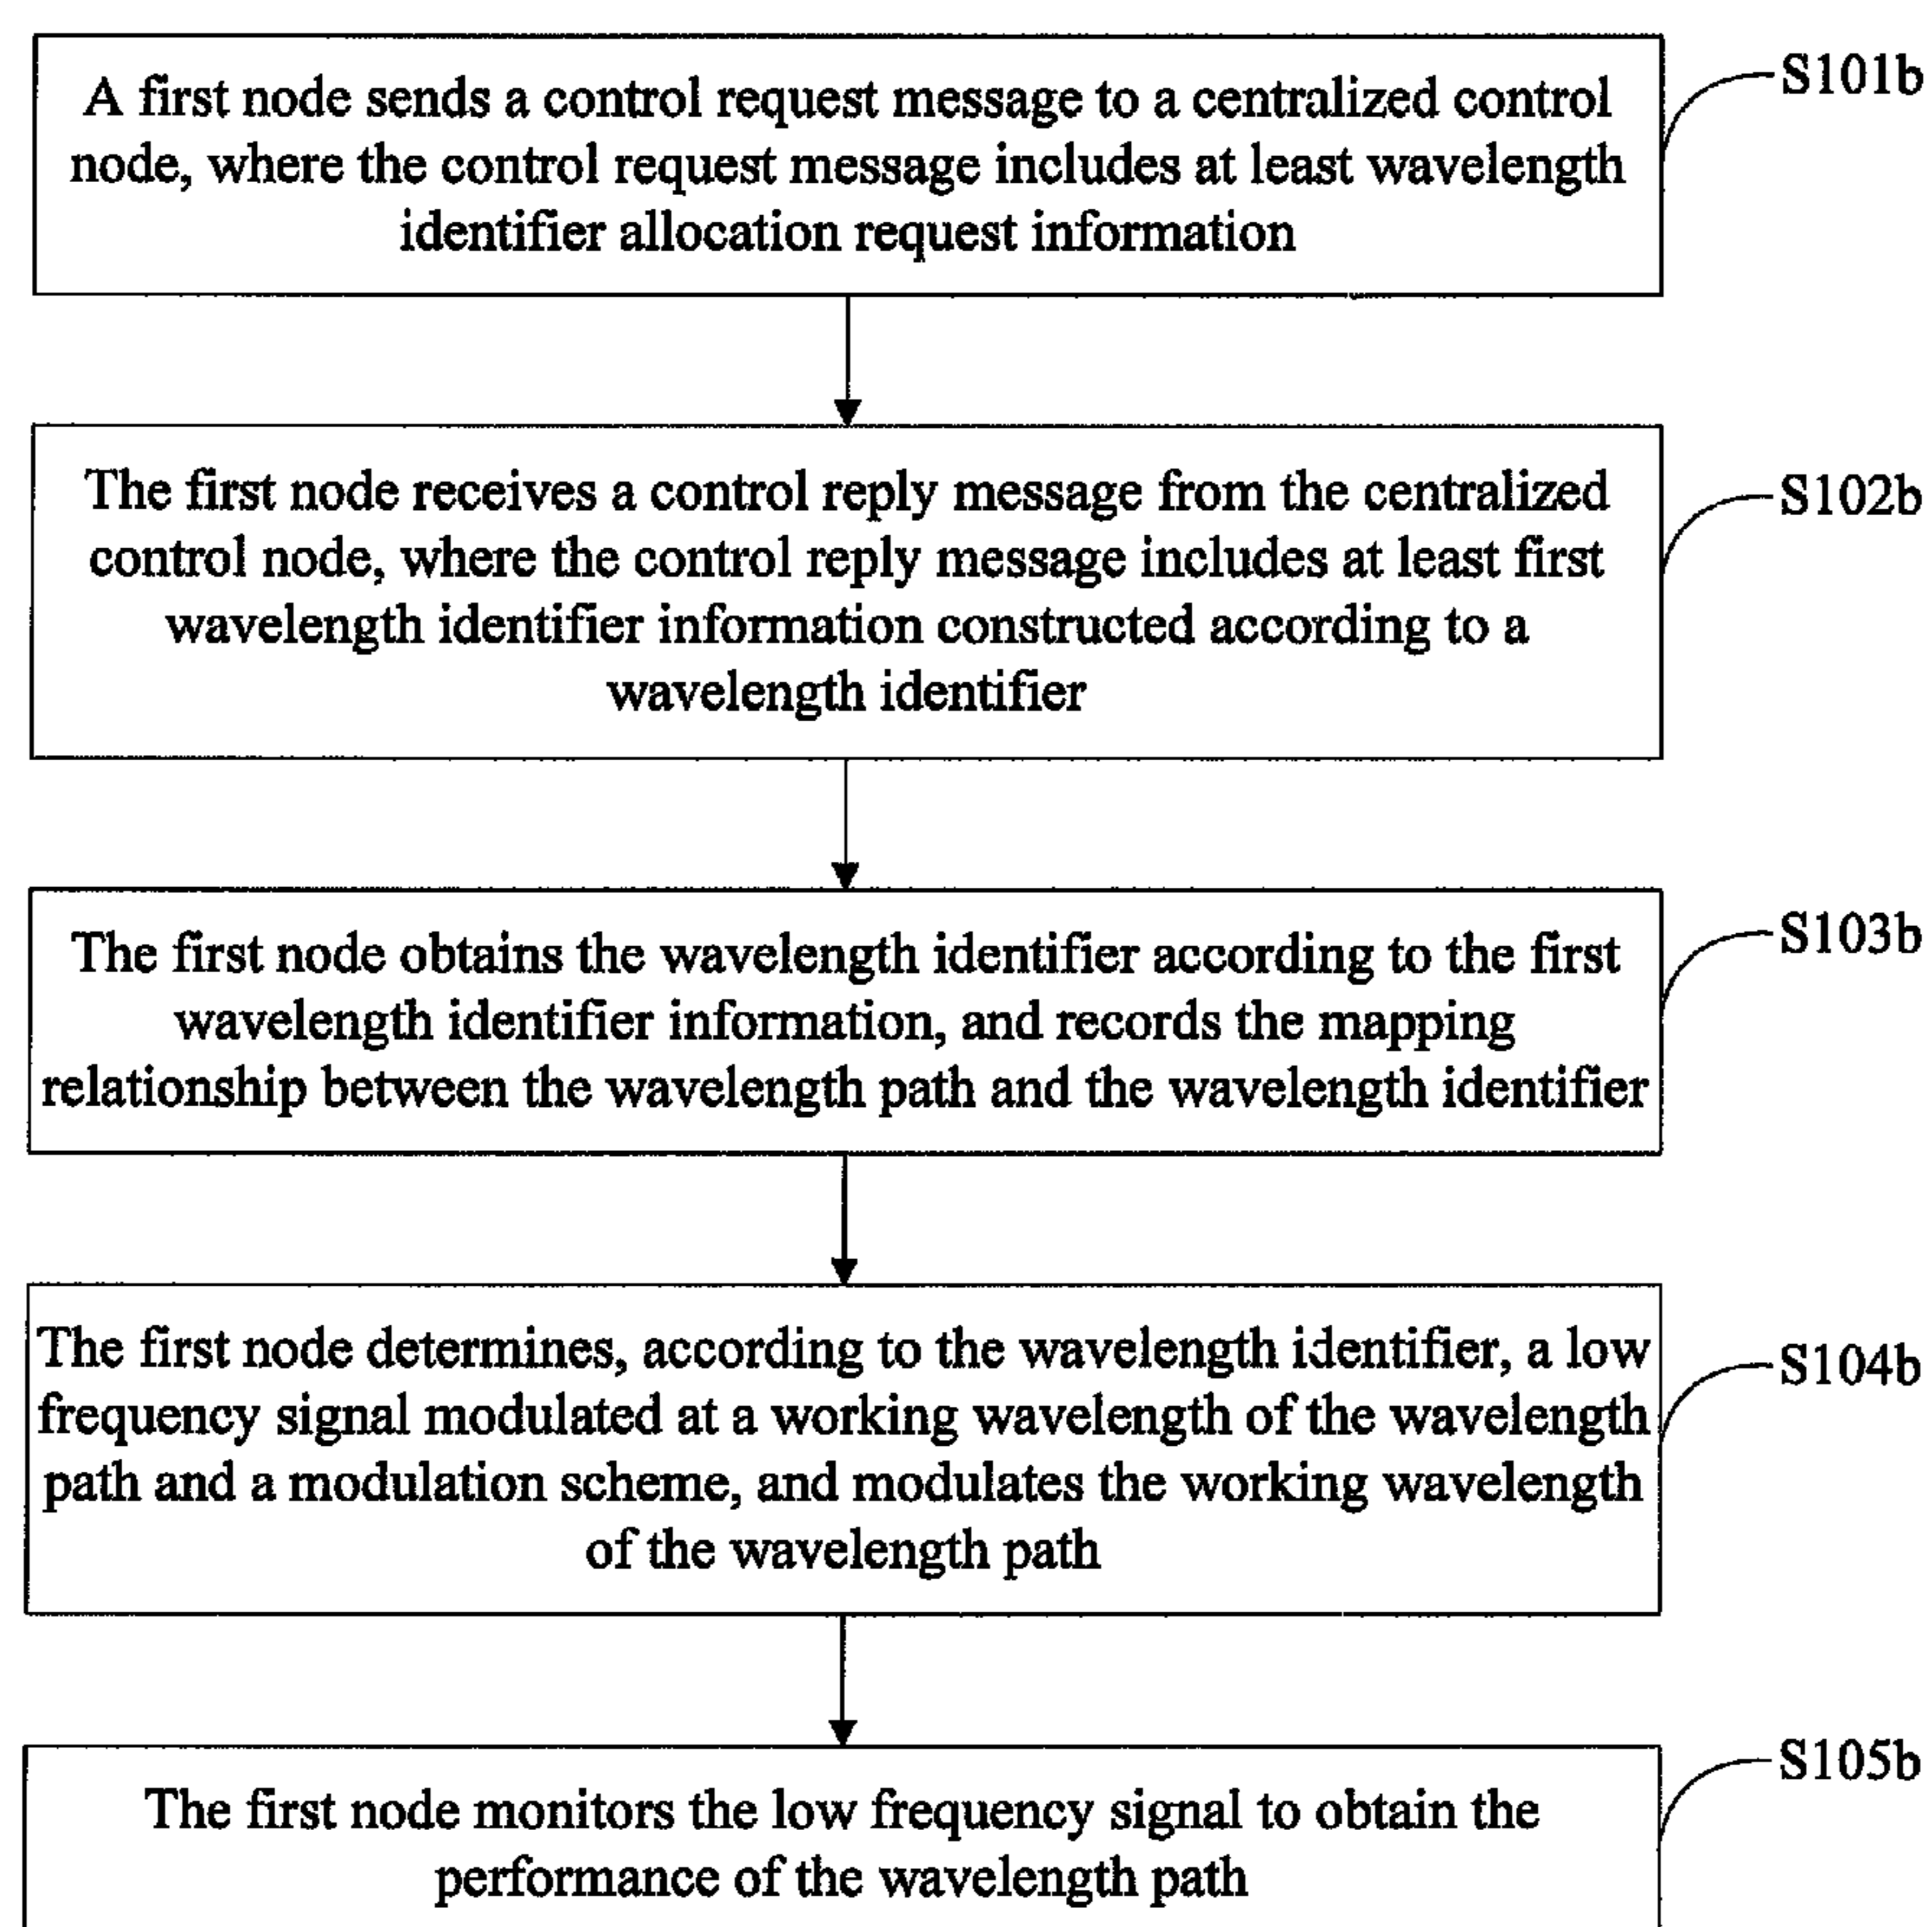 A first node sends a control request message to a centralized control
node, where the control request message includes at least wavelength
identifier allocation request information
S101b
The first node receives a control reply message from the centralized
control node, where the control reply message includes at least first
wavelength identifier information constructed according to a
wavelength identifier
S102b
The first node obtains the wavelength identifier according to the first
wavelength identifier information, and records the mapping
relationship between the wavelength path and the wavelength identifier
S103b
The first node determines, according to the wavelength identifier, a low
frequency signal modulated at a working wavelength of the wavelength
path and a modulation scheme, and modulates the working wavelength
of the wavelength path
S104b
The first node monitors the low frequency signal to obtain the
performance of the wavelength path
S105b